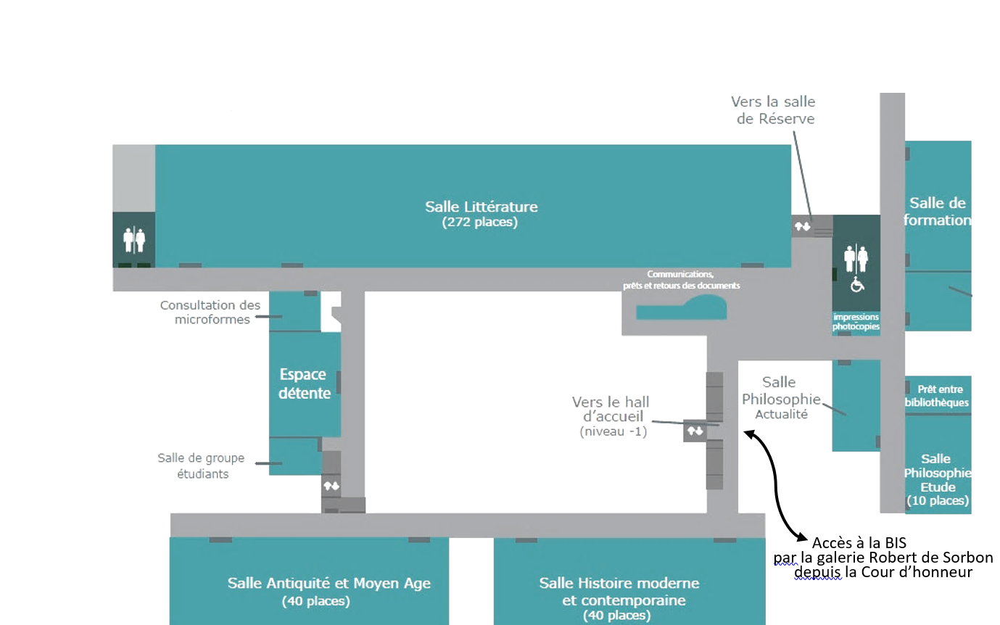 Vers la salle
de Réserve
Salle Littérature
(272 places)
Salle de
formation
Communications,
prêts et retours des documents
Consultation des
microformes
impressions
photocopies
Espace
détente
Salle
Philosophie
Actualité
Prêt entre
bibliothèques
Vers le hall
d'accueil
(niveau -1)
Salle de groupe
étudiants
Salle
Philosophie
Etude
(10 places)
Accès à la BIS
par la galerie Robert de Sorbon
depuis la Cour d'honneur
Salle Antiquité et Moyen Age
(40 places)
Salle Histoire moderne
et contemporaine
(40 places)